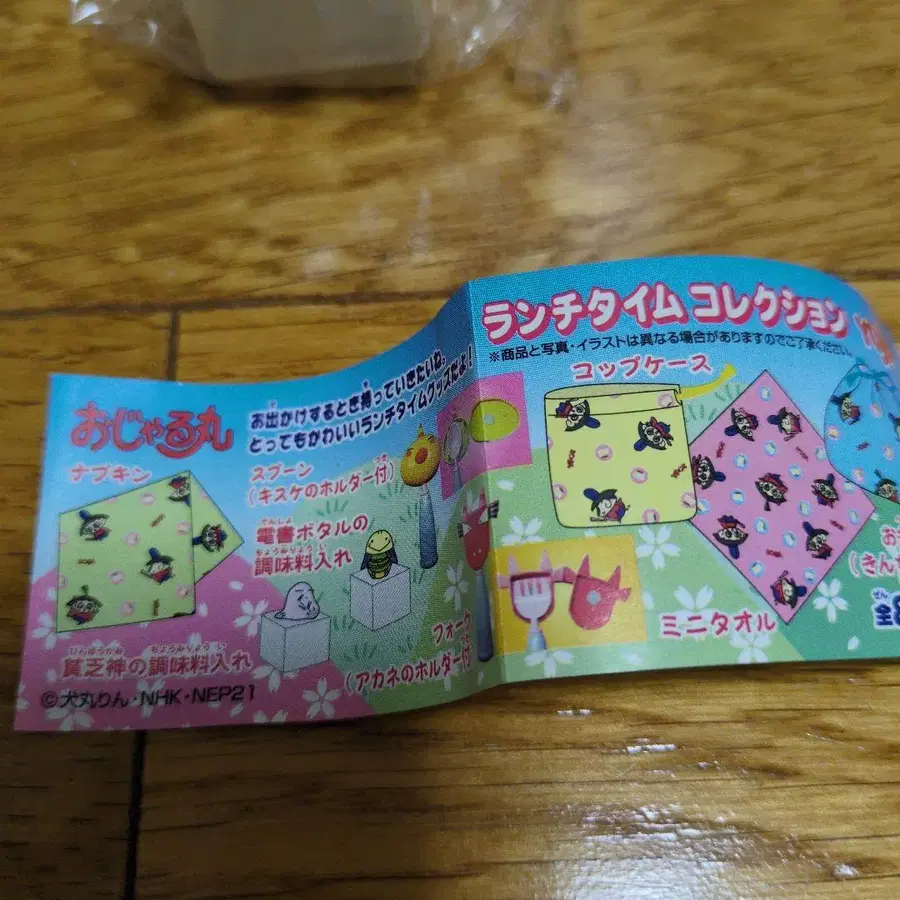 おじゃる丸
お出かけするとき持っていきたいね。
とってもかわいいランチタイムグッズだよ!
ナプキン
スプーン
(キスケのホルダー付)
電書ボタルの
調味料入れ
貧乏神の調味料入れ
フォーク
(アカネのホルダー付
©犬丸りん・NHK・NEP21
ランチタイム コレクション
※商品と写真・イラストは異なる場合がありますのでご了承ください。
コップケース
ミニタオル
お
(きん
全